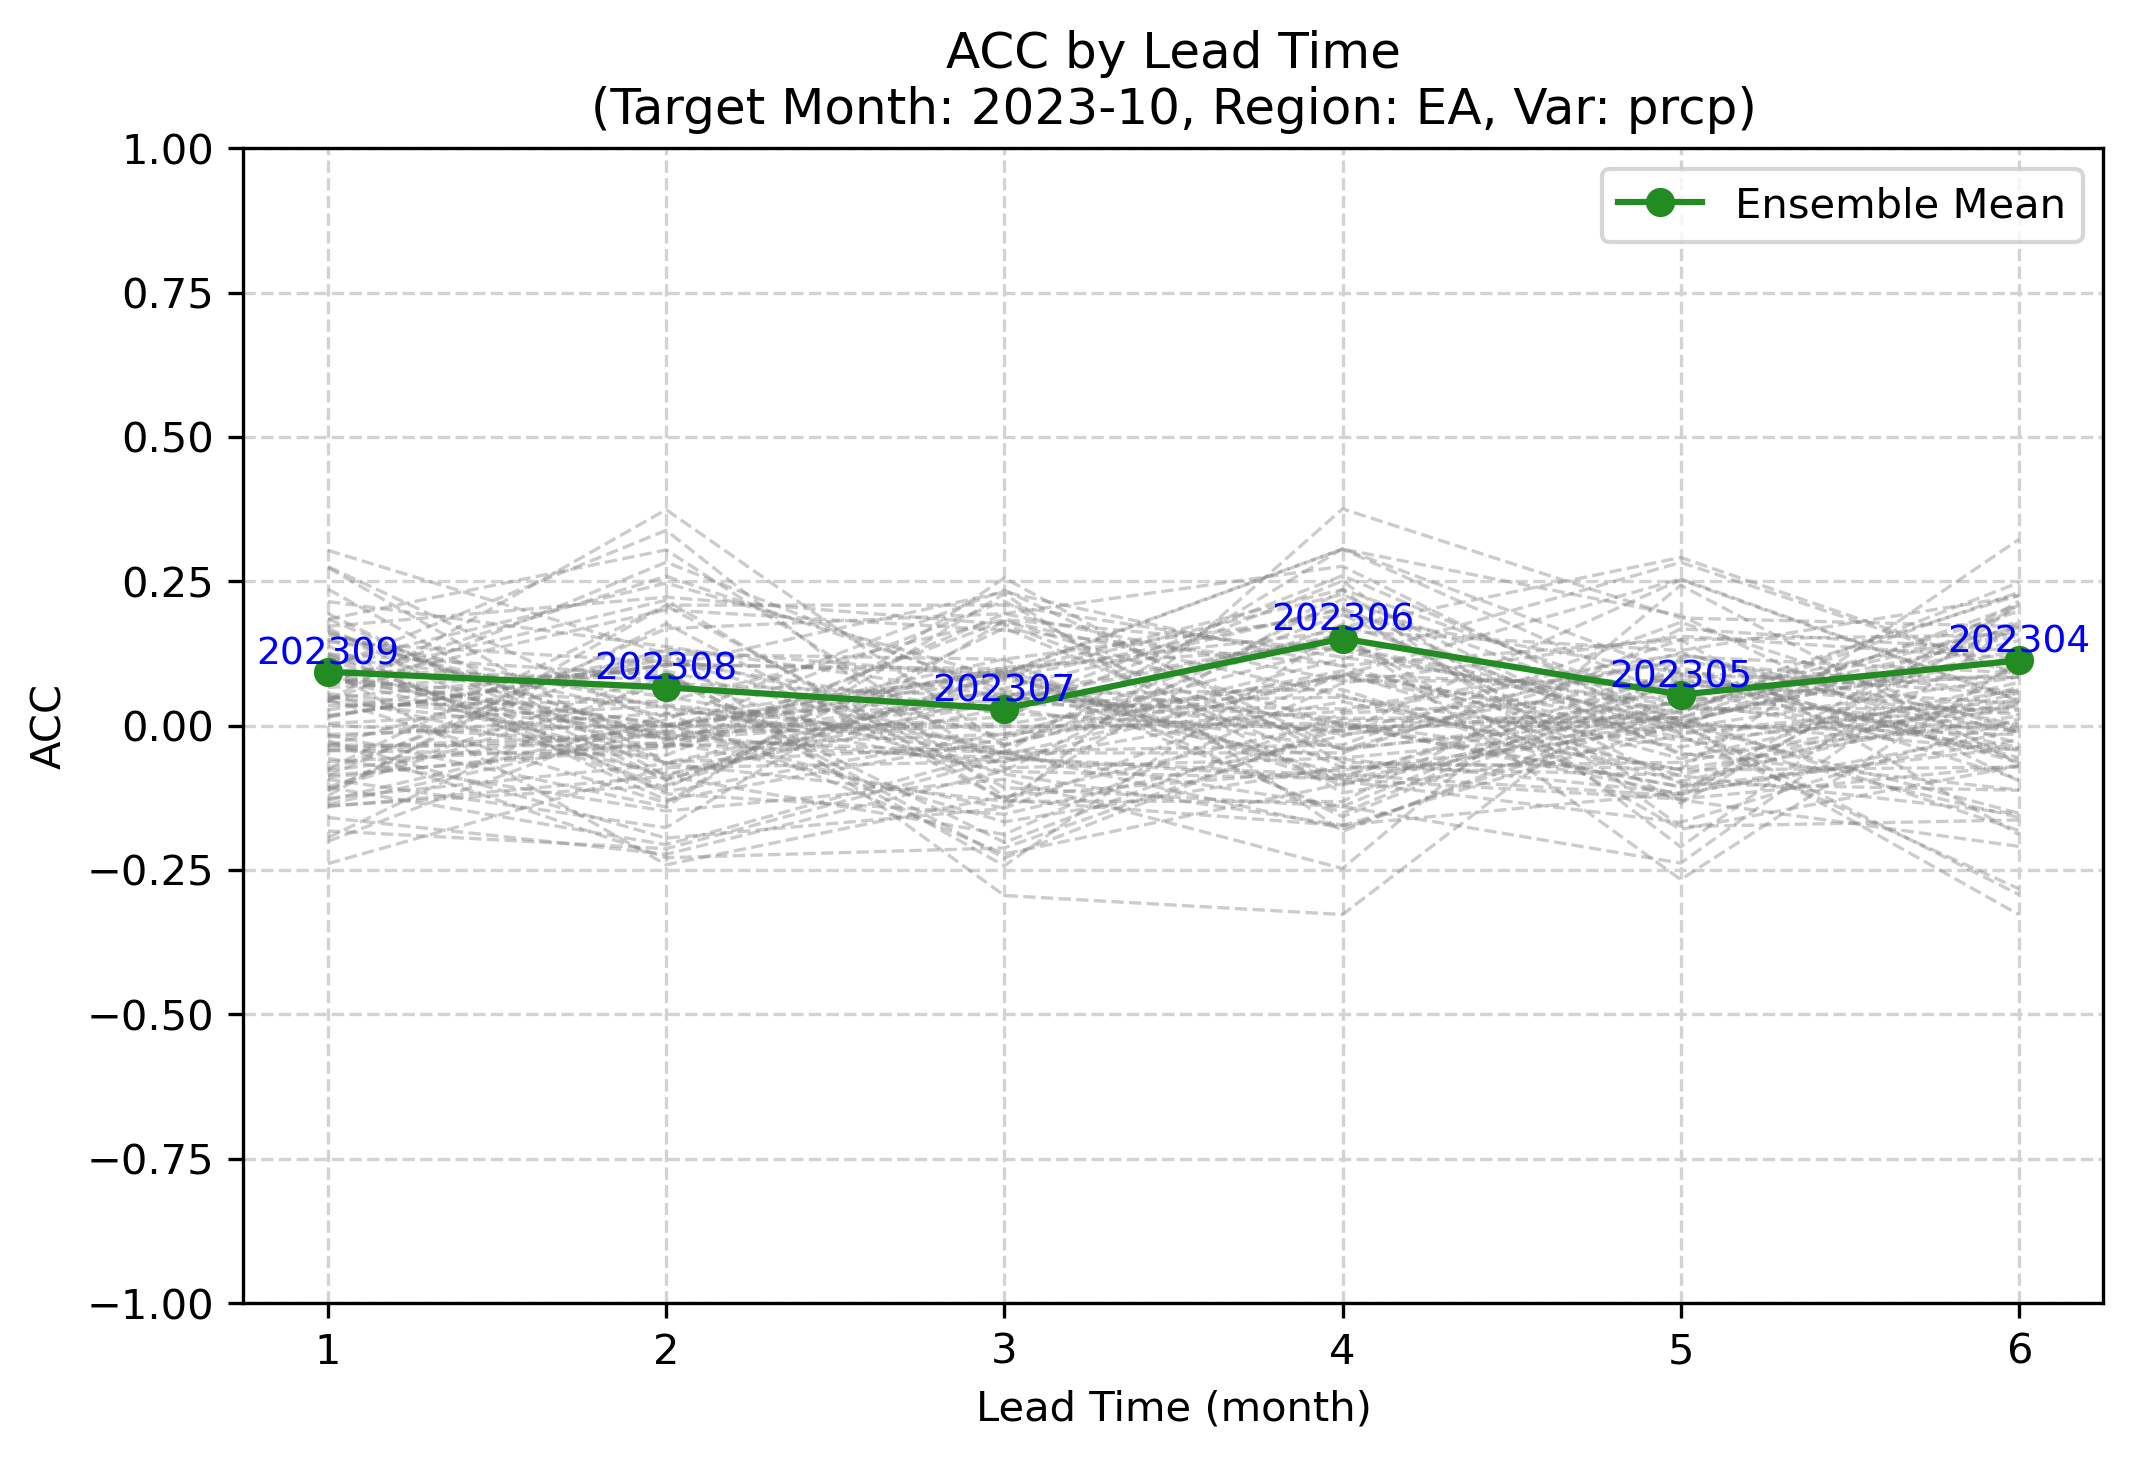 ACC by Lead Time
(Target Month: 2023-10, Region: EA, Var: prcp)
1.00
Ensemble Mean
0.75
0.50
0.25
202306
202309
202308
202307
202305
202304
0.00
ACC
−0.25
−0.50
−0.75
−1.00
1 2 3 4 5 6
Lead Time (month)